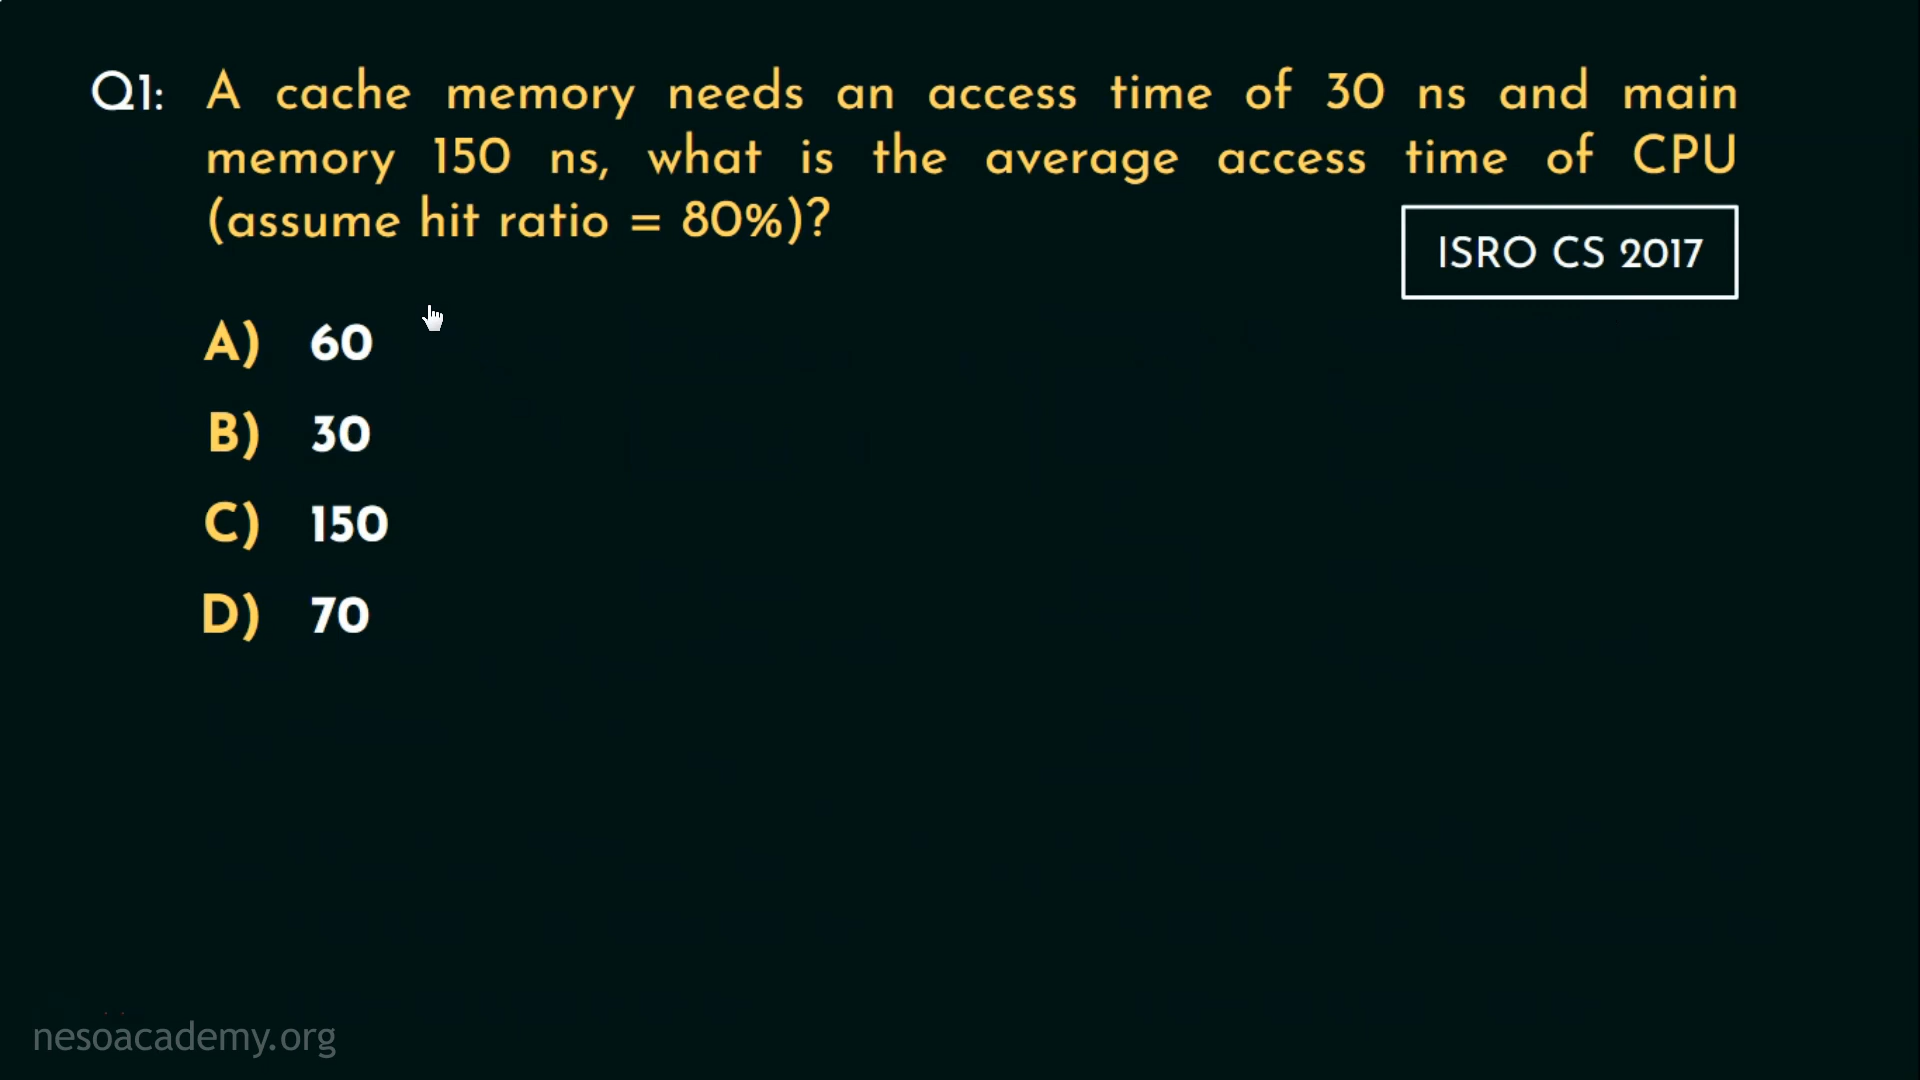 Q1: A cache memory needs an access time of 30 ns and main
memory 150 ns, what is the average access time of CPU
(assume hit ratio = 80%)?
ISRO CS 2017
A) 60
B) 30
C) 150
D) 70
nesoacademy.org